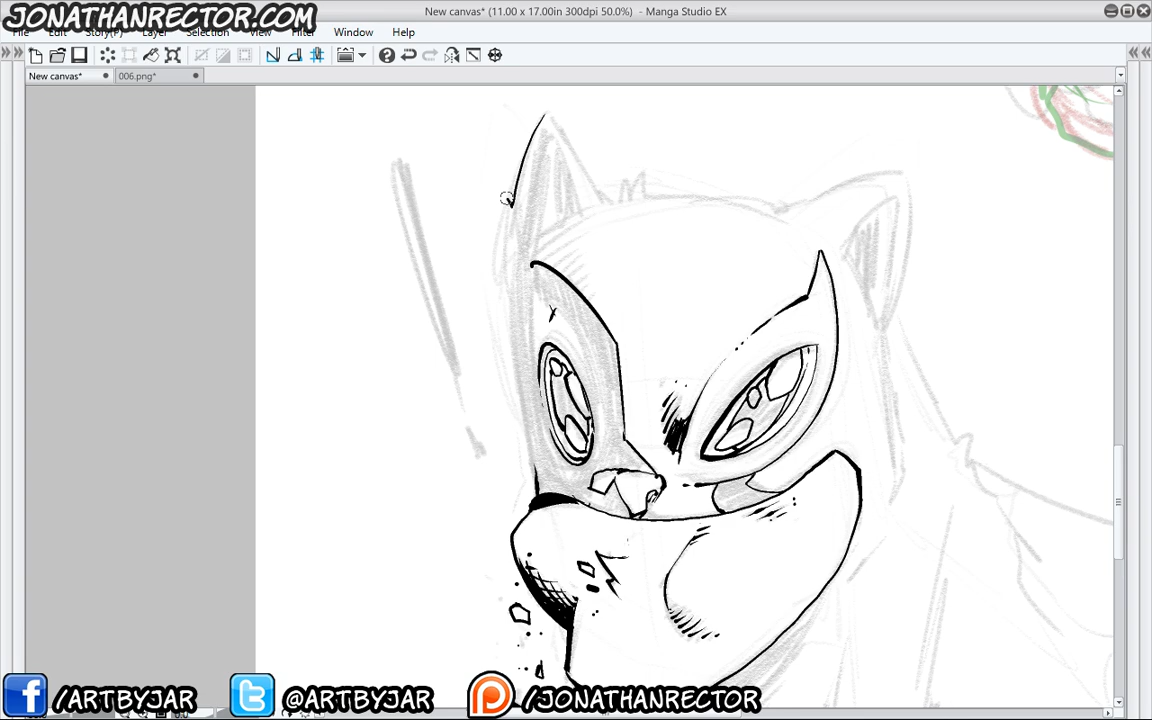 JONATHANRECTOR.COM
New canvas* (11.00 x 17.00in 300dpi 50.0%) - Manga Studio EX
File Edit Story(P) Layer Selection View Filter Window Help
New canvas* 006.png*
/ARTBYJAR @ARTBYJAR /JONATHANRECTOR